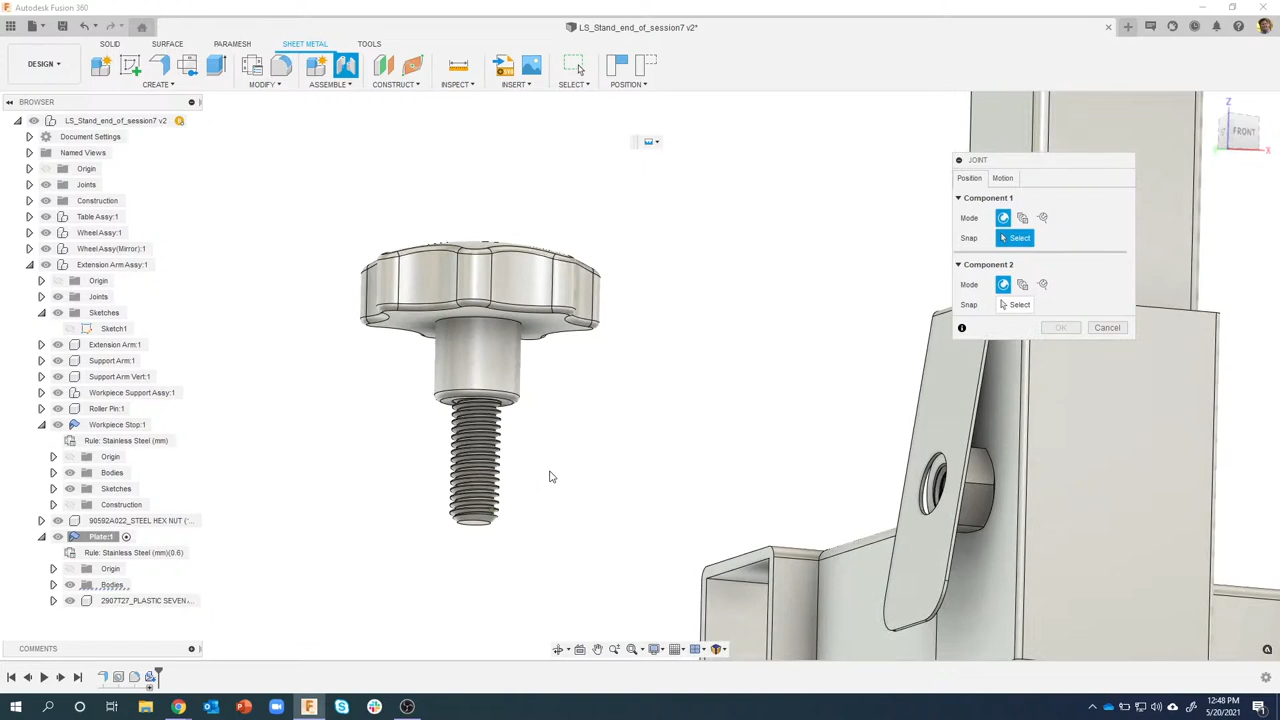 Autodesk Fusion 360
LS_Stand_end_of_session7 v2*
SOLID SURFACE PARAMESH SHEET METAL TOOLS
DESIGN
CREATE MODIFY ASSEMBLE CONSTRUCT INSPECT INSERT SELECT POSITION
BROWSER
LS_Stand_end_of_session7 v2
Document Settings
Named Views
Origin
Joints
Construction
Table Assy:1
Wheel Assy:1
Wheel Assy(Mirror):1
Extension Arm Assy:1
Origin
Joints
Sketches
Sketch1
Extension Arm:1
Support Arm:1
Support Arm Vert:1
Workpiece Support Assy:1
Roller Pin:1
Workpiece Stop:1
Rule: Stainless Steel (mm)
Origin
Bodies
Sketches
Construction
90592A022_STEEL HEX NUT (...
Plate:1
Rule: Stainless Steel (mm)(0.6)
Origin
Bodies
2907T27_PLASTIC SEVEN...
COMMENTS
Z
FRONT
X
JOINT
Position Motion
Component 1
Mode
Snap Select
Component 2
Mode
Snap Select
OK Cancel
12:48 PM
5/20/2021